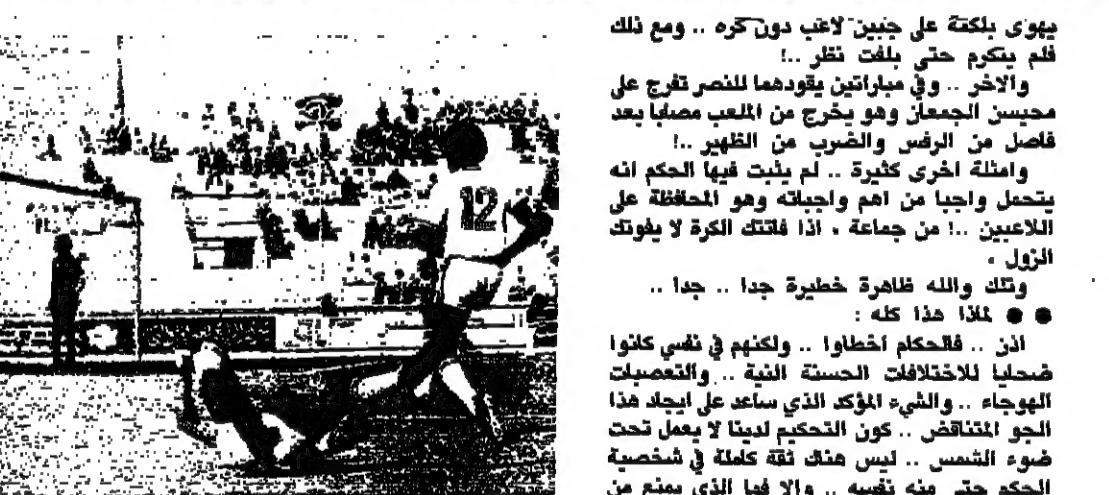 يهوى بلكتة على جبين لاعب دون كره .. ومع ذلك
فلم يتكرم حتى بلفت نظر ..!
والاخر .. وفي مباراتين يقودهما للنصر تفرج على
محيسن الجمعان وهو يخرج من الملعب مصابا بعد
فاصل من الرفس والضرب من الظهير ..!
وامثلة اخرى كثيرة .. لم يثبت فيها الحكم انه
يتحمل واجبا من اهم واجباته وهو المحافظة على
اللاعبين ..! من جماعة ، اذا فاتتك الكرة لا يفوتك
الزول ،
وتلك والله ظاهرة خطيرة جدا .. جدا ..
● ● لماذا هذا كله :
اذن .. فالحكام أخطاوا .. ولكنهم في نفسي كانوا
ضحايا للاختلافات الحسنة النية .. والتعصبات
الهوجاء .. والشيء المؤكد الذي ساعد على ايجاد هذا
الجو المتناقض .. كون التحكيم لدينا لا يعمل تحت
ضوء الشمس .. ليس هناك ثقة كاملة في شخصية
الحكم حتى منه نفسه .. والا فما الذي يمنع من
12